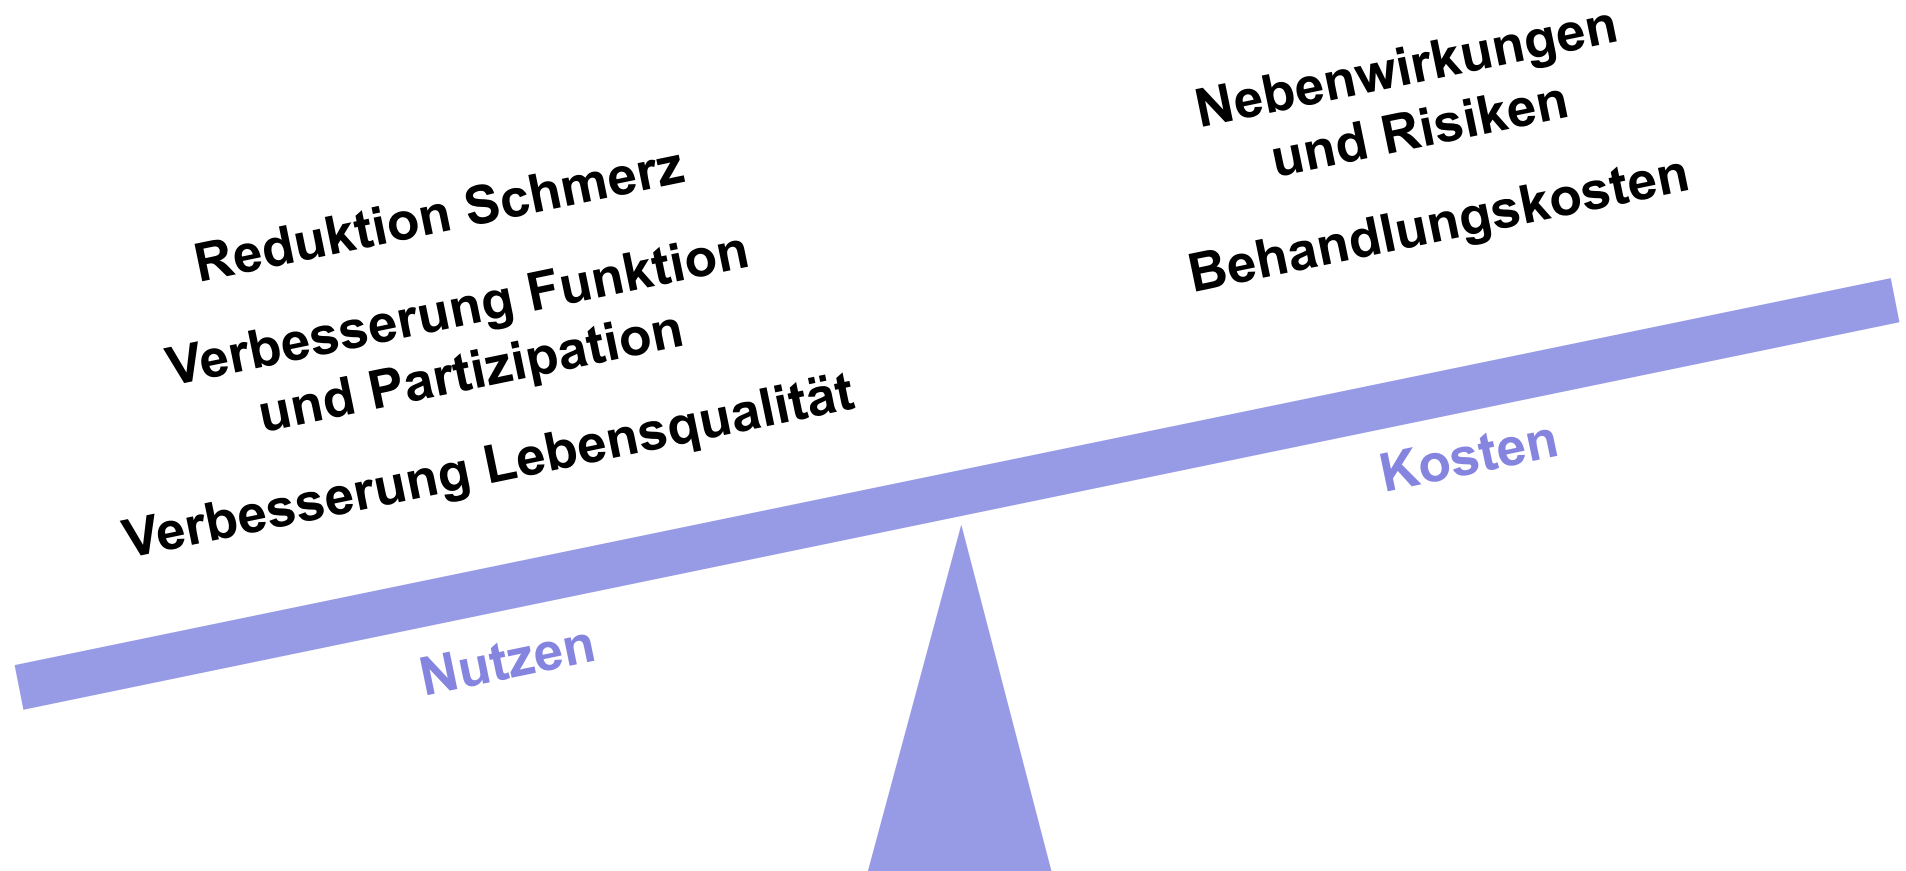 Reduktion Schmerz
Verbesserung Funktion
und Partizipation
Verbesserung Lebensqualität
Nutzen
Nebenwirkungen
und Risiken
Behandlungskosten
Kosten